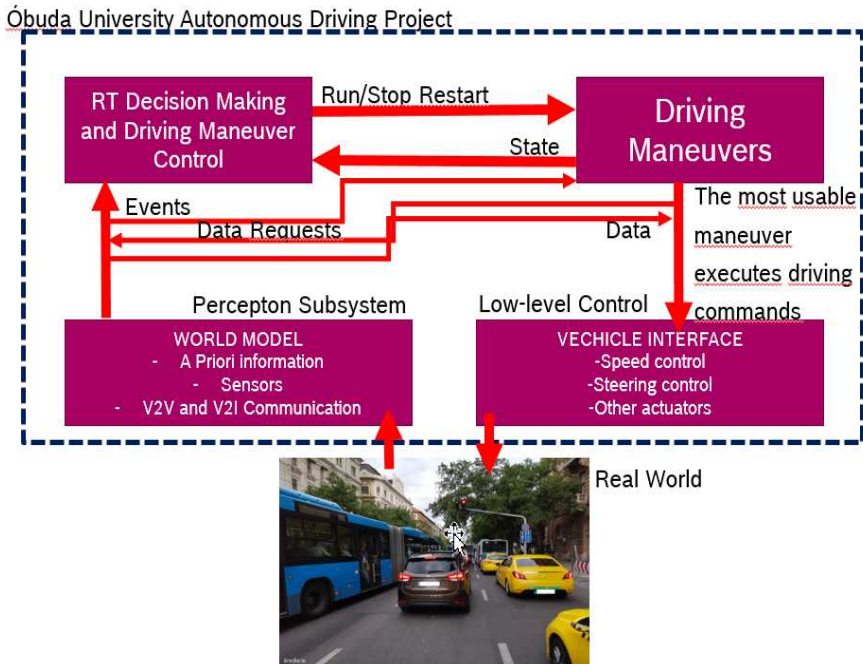 Óbuda University Autonomous Driving Project
RT Decision Making
and Driving Maneuver
Control
Run/Stop Restart
State
Driving
Maneuvers
Events
Data Requests
Data
The most usable
maneuver
executes driving
commands
Percepton Subsystem
Low-level Control
WORLD MODEL
- A Priori information
- Sensors
- V2V and V2I Communication
VECHICLE INTERFACE
-Speed control
-Steering control
-Other actuators
Real World